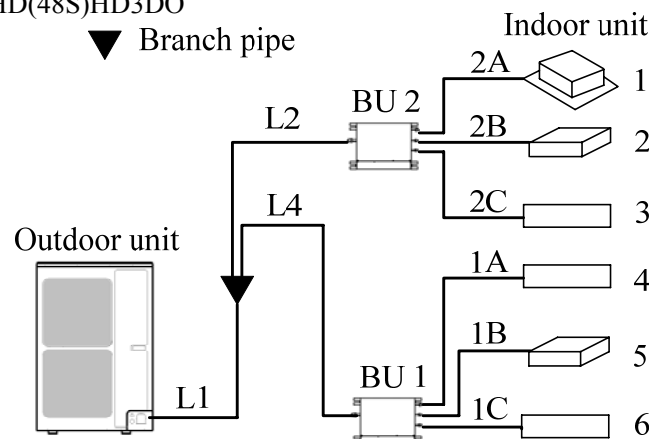 HD(48S)HD3DO
Branch pipe
Indoor unit
2A
1
BU 2
L2
2B
2
2C
3
L4
Outdoor unit
1A
4
1B
5
BU 1
L1
1C
6